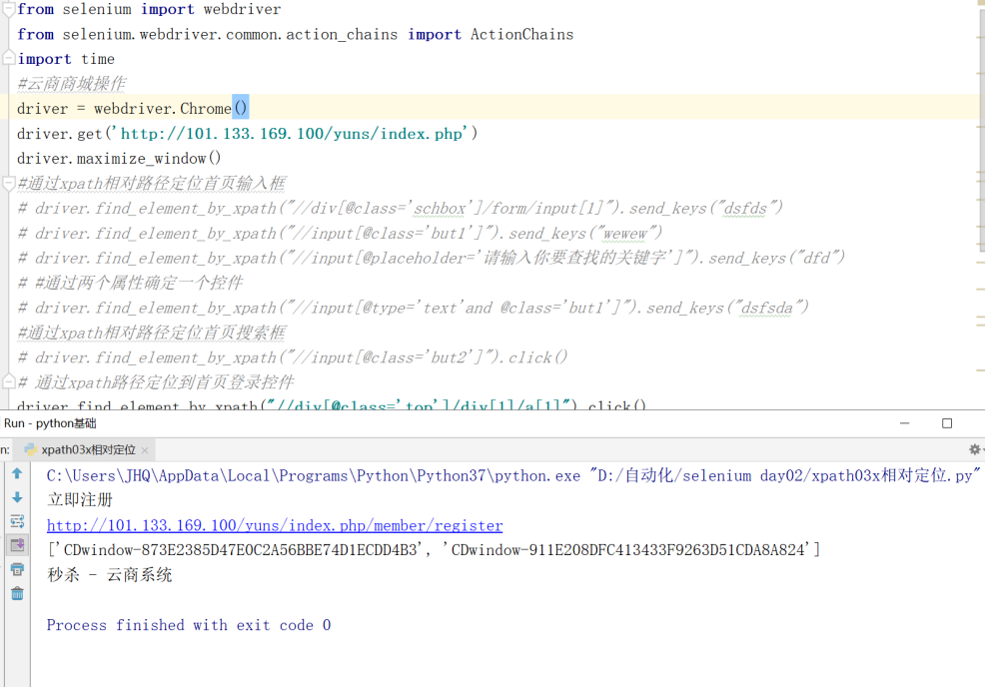 from selenium import webdriver
from selenium.webdriver.common.action_chains import ActionChains
import time
#云商商城操作
driver = webdriver.Chrome()
driver.get('http://101.133.169.100/yuns/index.php')
driver.maximize_window()
#通过xpath相对路径定位首页输入框
# driver.find_element_by_xpath("//div[@class='schbox']/form/input[1]").send_keys("dsfds")
# driver.find_element_by_xpath("//input[@class='but1']").send_keys("wewew")
# driver.find_element_by_xpath("//input[@placeholder='请输入你要查找的关键字']").send_keys("dfd")
# #通过两个属性确定一个控件
# driver.find_element_by_xpath("//input[@type='text'and @class='but1']").send_keys("dsfsda")
#通过xpath相对路径定位首页搜索框
# driver.find_element_by_xpath("//input[@class='but2']").click()
# 通过xpath路径定位到首页登录控件
driver.find_element_by_xpath("//div[@class='top']/div[1]/a[1]").click()
Run - python基础
n: xpath03x相对定位
C:\Users\JHQ\AppData\Local\Programs\Python\Python37\python.exe "D:/自动化/selenium day02/xpath03x相对定位.py"
立即注册
http://101.133.169.100/yuns/index.php/member/register
['CDwindow-873E2385D47E0C2A56BBE74D1ECDD4B3', 'CDwindow-911E208DFC413433F9263D51CDA8A824']
秒杀 - 云商系统
Process finished with exit code 0